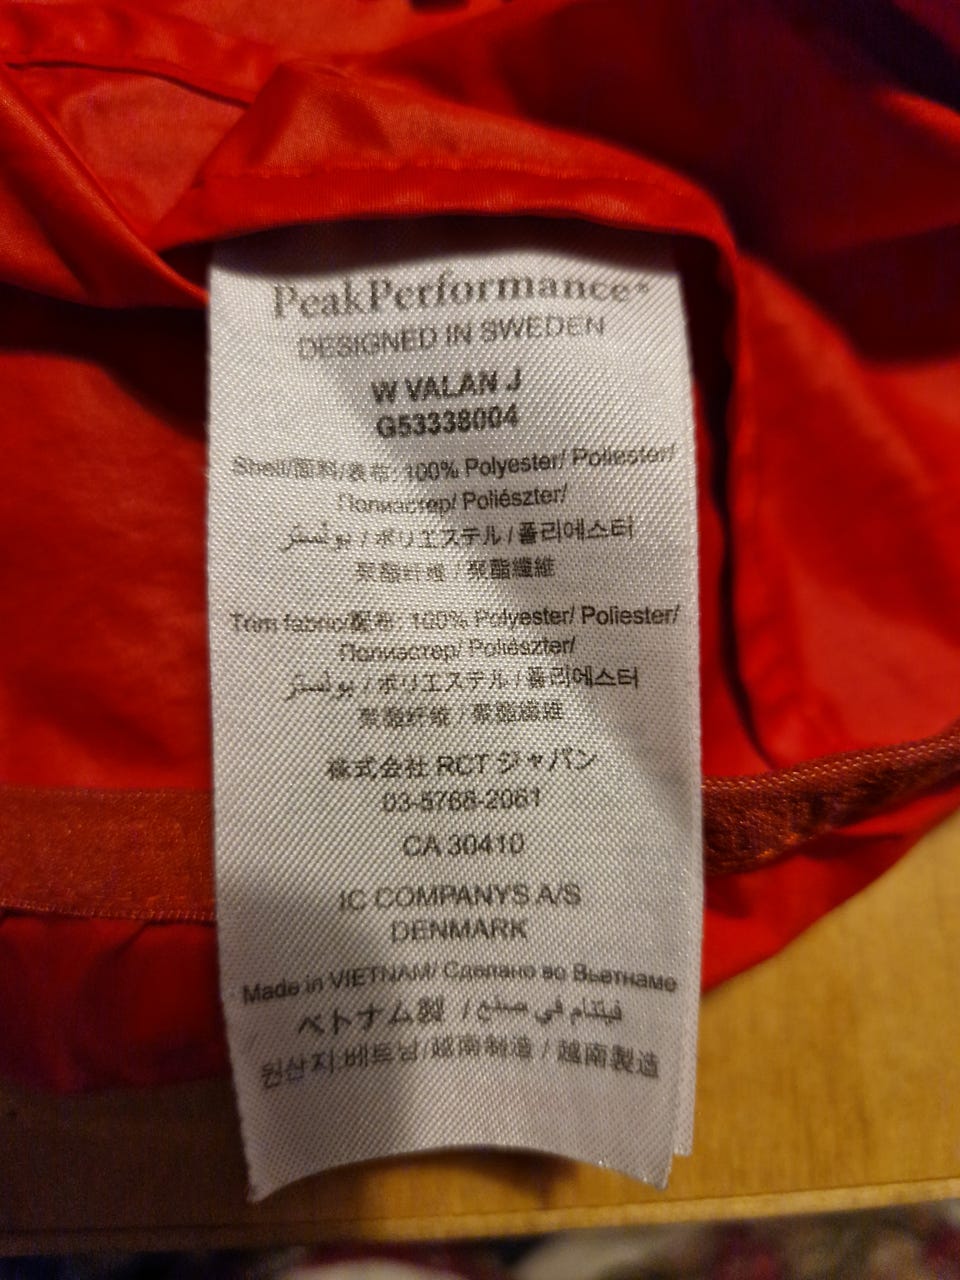 PeakPerformance®
DESIGNED IN SWEDEN
W VALAN J
G53338004
Shell/面料/表布: 100% Polyester/ Poliester/
Полиэстер/ Poliészter/
بولستر / ポリエステル / 폴리에스터
聚酯纤维 / 聚酯纖維
Trim fabric/配布: 100% Polyester/ Poliester/
Полиэстер/ Poliészter/
بولستر / ポリエステル / 폴리에스터
聚酯纤维 / 聚酯纖維
株式会社 RCT ジャパン
03-5768-2061
CA 30410
IC COMPANYS A/S
DENMARK
Made in VIETNAM/ Сделано во Вьетнаме
ベトナム製 / فيتنام في صنع /
원산지:베트남/越南制造 / 越南製造